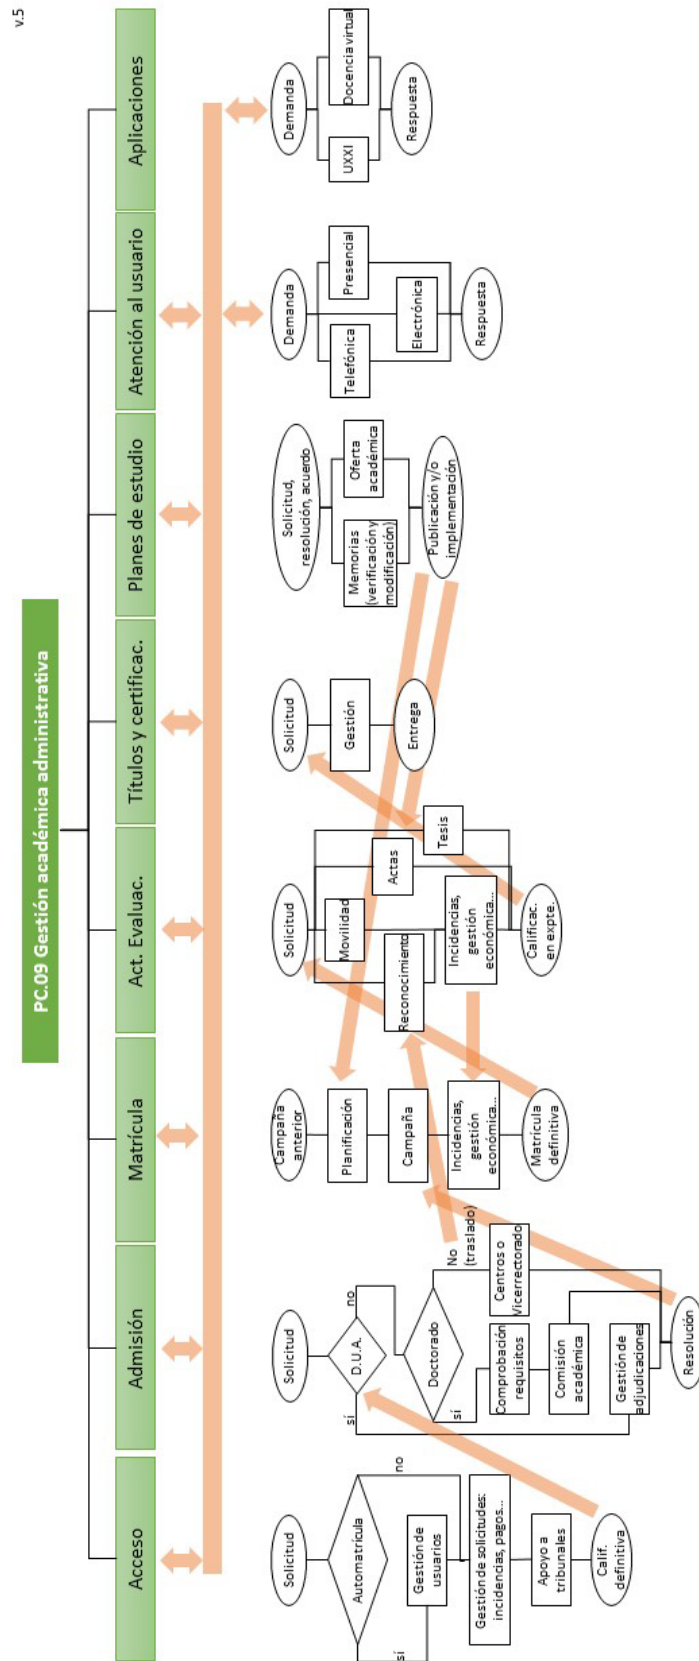 v.5
PC.09 Gestión académica administrativa
Acceso
Admisión
Matrícula
Act. Evaluac.
Títulos y certificac.
Planes de estudio
Atención al usuario
Aplicaciones
Solicitud
Automatrícula
sí
no
Gestión de
usuarios
Gestión de solicitudes:
incidencias, pagos...
Apoyo a
tribunales
Calif.
definitiva
Solicitud
D.U.A.
sí
no
Doctorado
sí
No
(traslado)
Comprobación
requisitos
Centros o
Vicerrectorado
Comisión
académica
Gestión de
adjudicaciones
Resolución
Campaña
anterior
Planificación
Campaña
Incidencias,
gestión
económica...
Matrícula
definitiva
Solicitud
Movilidad
Reconocimiento
Actas
Tesis
Incidencias,
gestión
económica...
Calificac.
en expte.
Solicitud
Gestión
Entrega
Solicitud,
resolución, acuerdo
Memorias
(verificación y
modificación)
Oferta
académica
Publicación y/o
implementación
Demanda
Telefónica
Presencial
Electrónica
Respuesta
Demanda
UXXI
Docencia virtual
Respuesta